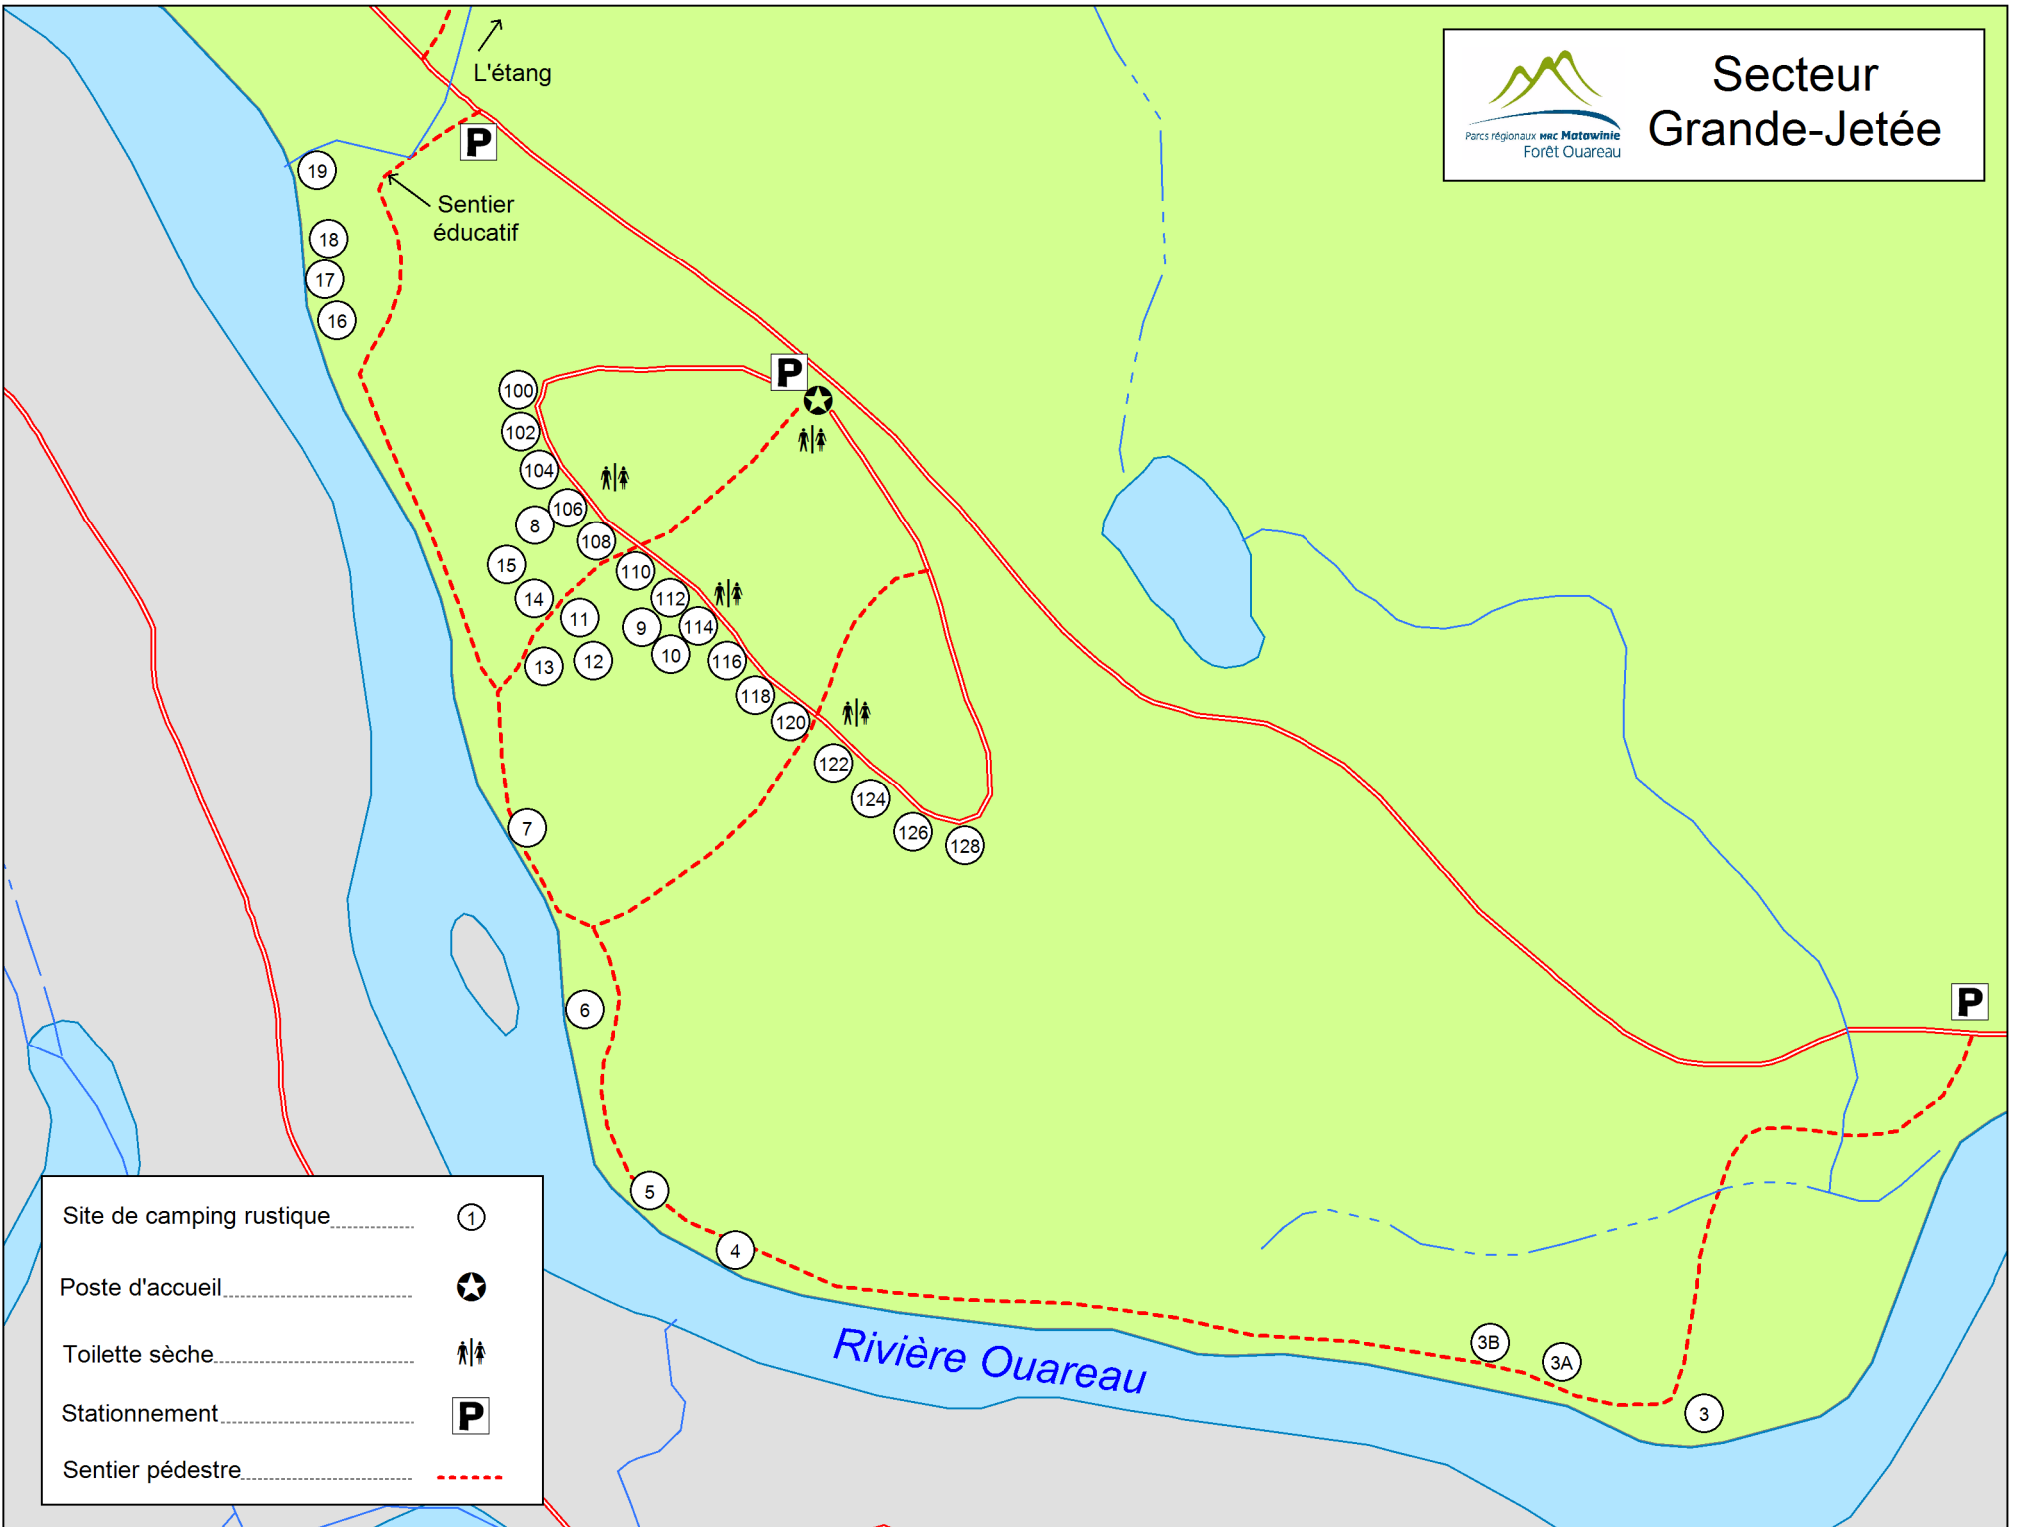 L'étang
P
Secteur
Grande-Jetée
Parcs régionaux MRC Matawinie
Forêt Ouareau
19
Sentier
éducatif
18
17
16
P
100
102
104
106
8
108
15
110
14
112
11
9
114
10
116
13
12
118
120
122
124
126
128
7
6
P
5
4
3B
3A
3
Rivière Ouareau
Site de camping rustique
1
Poste d'accueil
Toilette sèche
Stationnement
P
Sentier pédestre